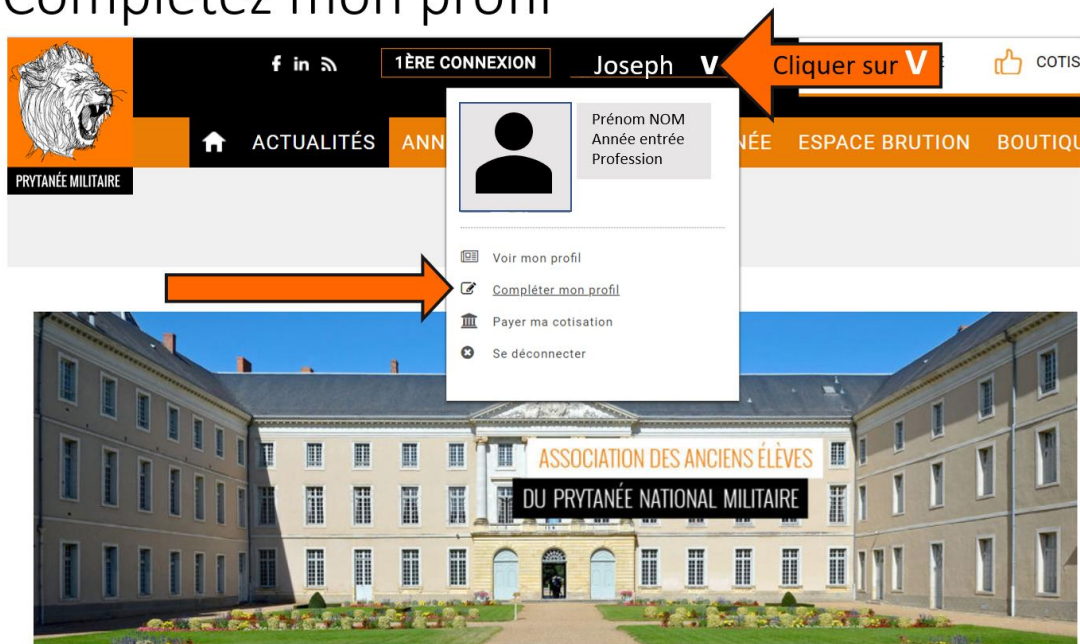 Complétez mon profil
f in
1ÈRE CONNEXION
Joseph V
Cliquer sur V
COTIS
PRYTANÉE MILITAIRE
ACTUALITÉS ANN NÉE ESPACE BRUTION BOUTIQU
Prénom NOM
Année entrée
Profession
Voir mon profil
Compléter mon profil
Payer ma cotisation
Se déconnecter
ASSOCIATION DES ANCIENS ÉLÈVES
DU PRYTANÉE NATIONAL MILITAIRE